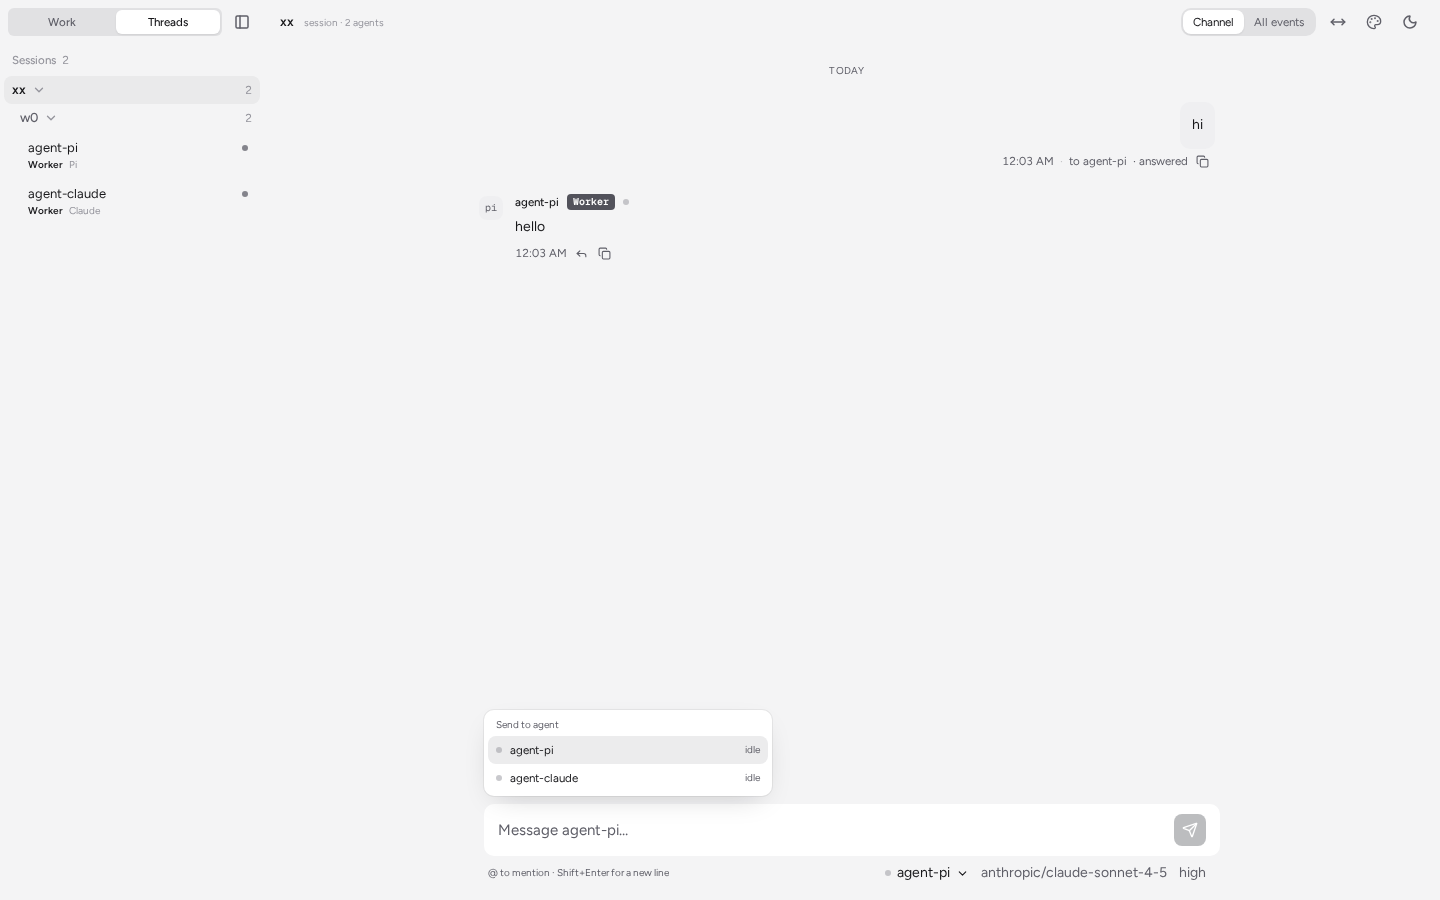 Work Threads
xx session · 2 agents
Channel All events
Sessions 2
xx 2
w0 2
agent-pi
Worker Pi
agent-claude
Worker Claude
TODAY
hi
12:03 AM · to agent-pi · answered
pi agent-pi Worker
hello
12:03 AM
Send to agent
agent-pi idle
agent-claude idle
Message agent-pi...
@ to mention · Shift+Enter for a new line
agent-pi anthropic/claude-sonnet-4-5 high